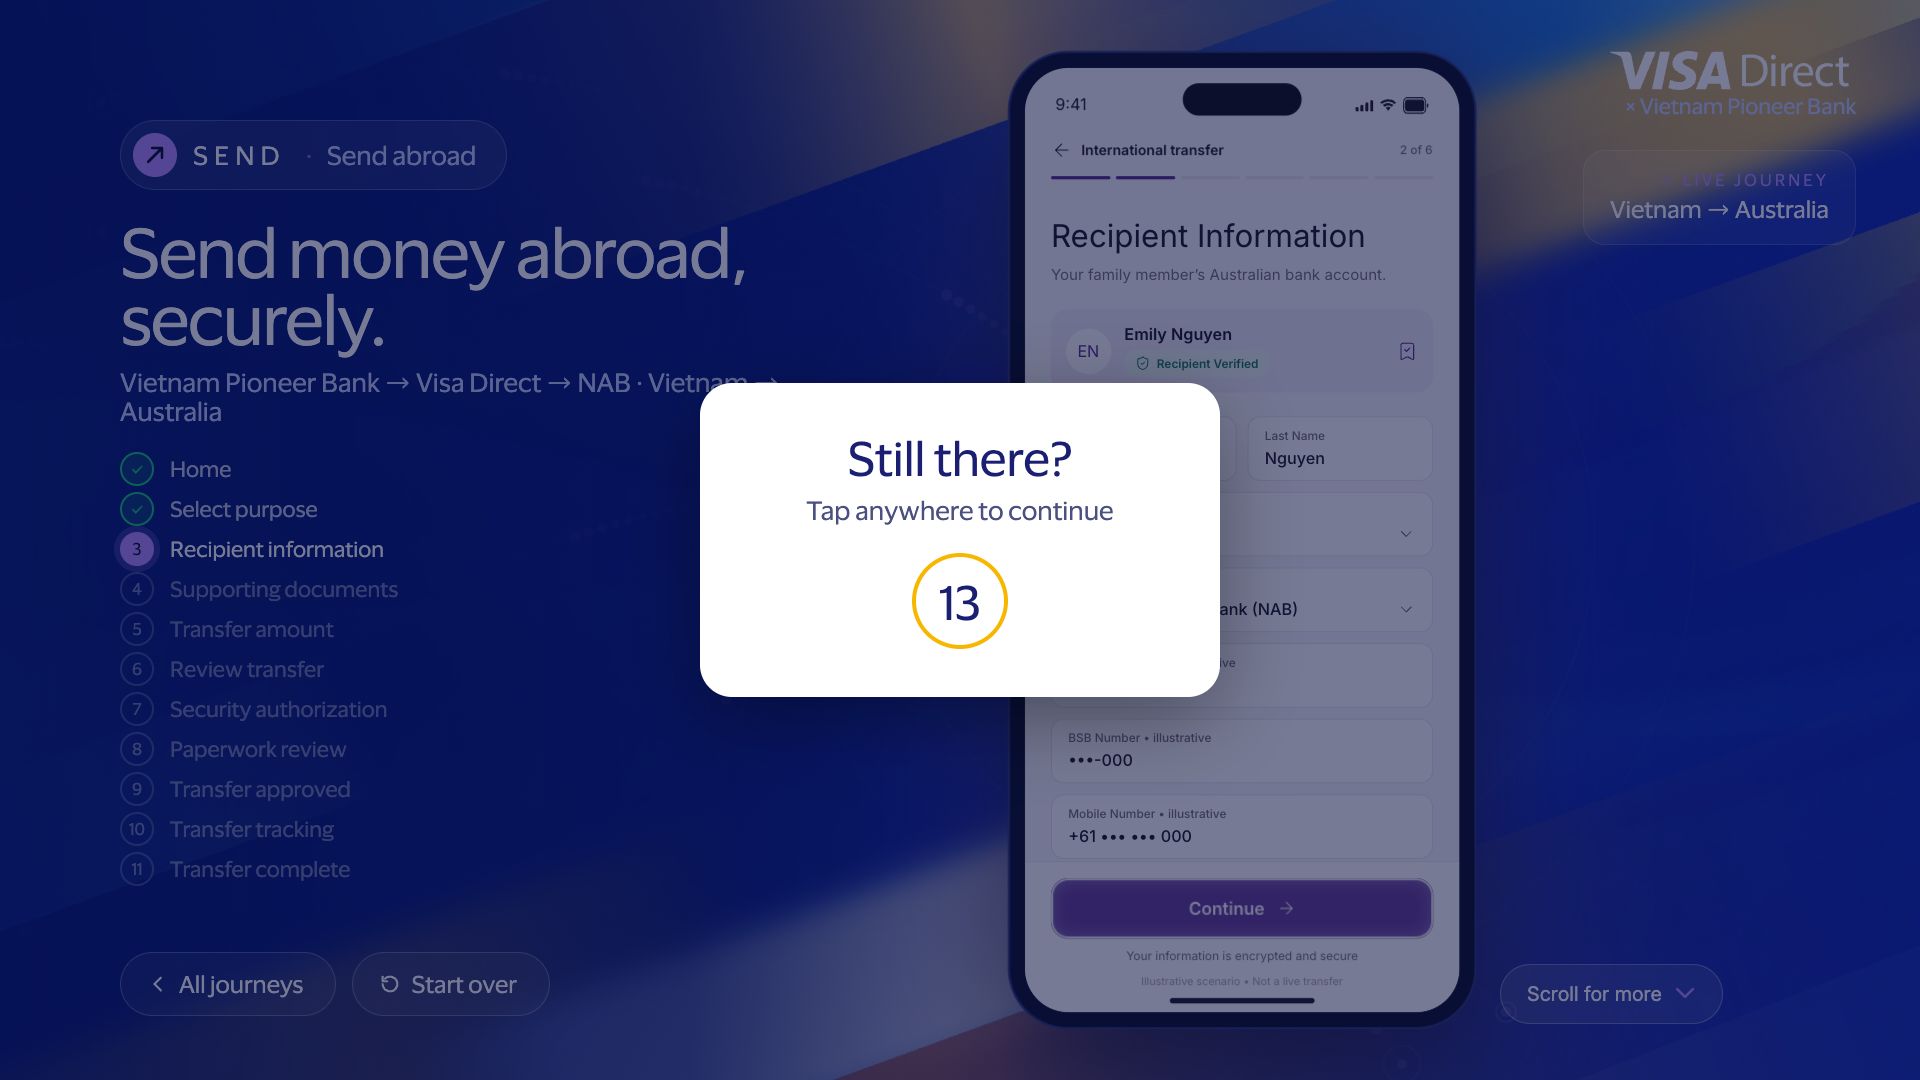 SEND · Send abroad
Send money abroad,
securely.
Vietnam Pioneer Bank → Visa Direct → NAB · Vietnam →
Australia
Home
Select purpose
3 Recipient information
4 Supporting documents
5 Transfer amount
6 Review transfer
7 Security authorization
8 Paperwork review
9 Transfer approved
10 Transfer tracking
11 Transfer complete
All journeys
Start over
Still there?
Tap anywhere to continue
13
9:41
International transfer
2 of 6
Recipient Information
Your family member's Australian bank account.
EN
Emily Nguyen
Recipient Verified
Last Name
Nguyen
(NAB)
BSB Number • illustrative
•••-000
Mobile Number • illustrative
+61 ••• ••• 000
Continue →
Your information is encrypted and secure
Illustrative scenario • Not a live transfer
VISA Direct
× Vietnam Pioneer Bank
LIVE JOURNEY
Vietnam → Australia
Scroll for more